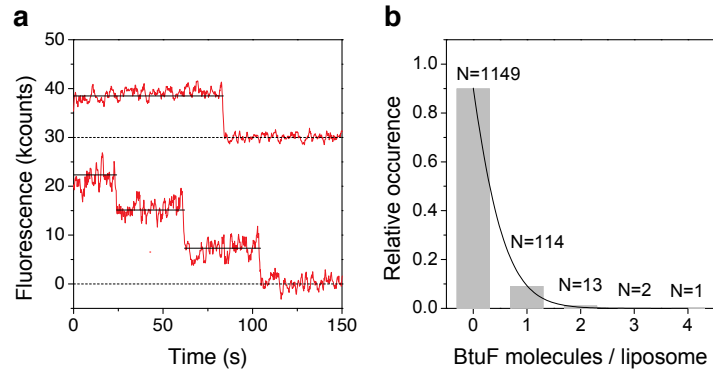 a
Fluorescence (kcounts)
50
40
30
20
10
0
0 50 100 150
Time (s)
b
Relative occurence
1.0
0.8
0.6
0.4
0.2
0.0
N=1149
N=114
N=13
N=2
N=1
0 1 2 3 4
BtuF molecules / liposome